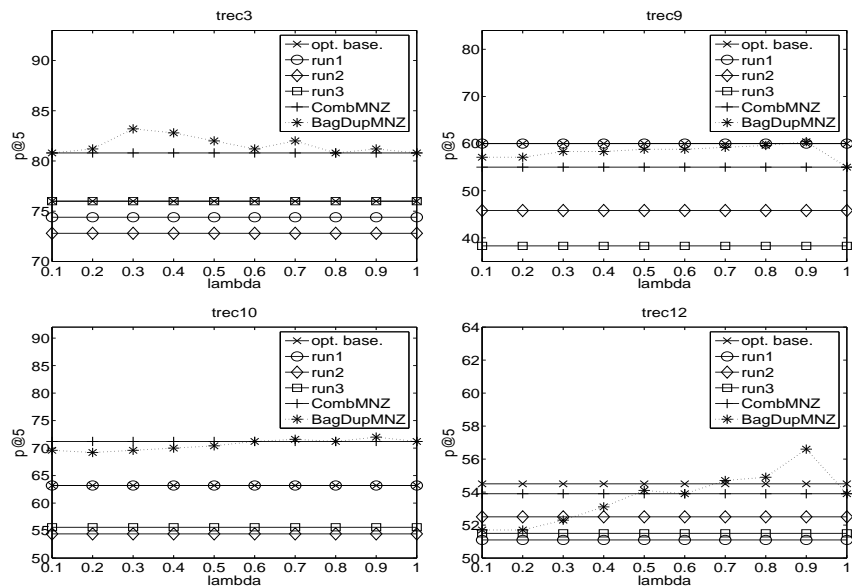 trec3
opt. base.
run1
run2
run3
CombMNZ
BagDupMNZ
p@5
90
85
80
75
70
0.1 0.2 0.3 0.4 0.5 0.6 0.7 0.8 0.9 1
lambda
trec9
opt. base.
run1
run2
run3
CombMNZ
BagDupMNZ
p@5
80
70
60
50
40
0.1 0.2 0.3 0.4 0.5 0.6 0.7 0.8 0.9 1
lambda
trec10
opt. base.
run1
run2
run3
CombMNZ
BagDupMNZ
p@5
90
85
80
75
70
65
60
55
50
0.1 0.2 0.3 0.4 0.5 0.6 0.7 0.8 0.9 1
lambda
trec12
opt. base.
run1
run2
run3
CombMNZ
BagDupMNZ
p@5
64
62
60
58
56
54
52
50
0.1 0.2 0.3 0.4 0.5 0.6 0.7 0.8 0.9 1
lambda